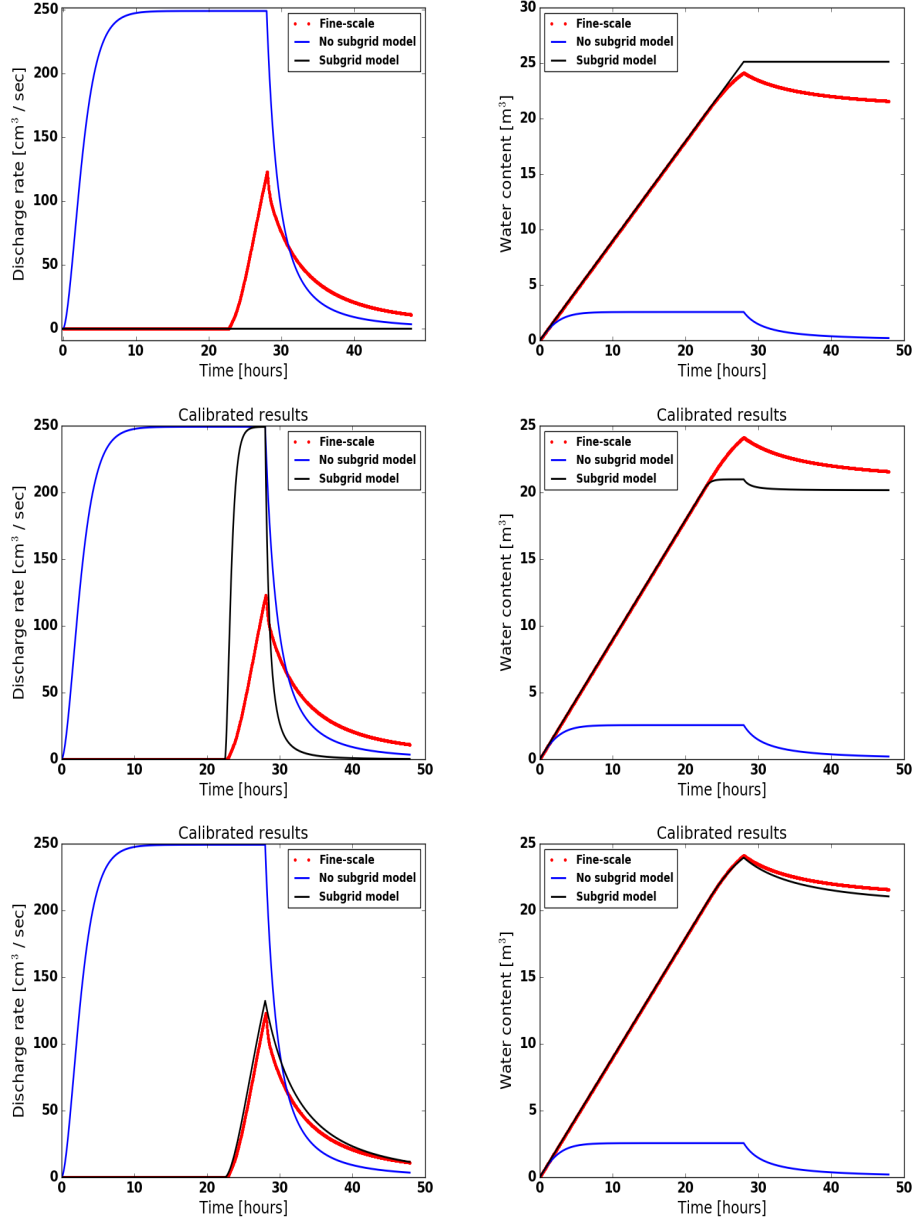 250
200
150
100
50
0
Discharge rate [cm³ / sec]
Fine-scale
No subgrid model
Subgrid model
0 10 20 30 40
Time [hours]
30
25
20
15
10
5
0
Water content [m³]
Fine-scale
No subgrid model
Subgrid model
0 10 20 30 40 50
Time [hours]
Calibrated results
250
200
150
100
50
0
Discharge rate [cm³ / sec]
Fine-scale
No subgrid model
Subgrid model
0 10 20 30 40 50
Time [hours]
Calibrated results
25
20
15
10
5
0
Water content [m³]
Fine-scale
No subgrid model
Subgrid model
0 10 20 30 40 50
Time [hours]
Calibrated results
250
200
150
100
50
0
Discharge rate [cm³ / sec]
Fine-scale
No subgrid model
Subgrid model
0 10 20 30 40 50
Time [hours]
Calibrated results
25
20
15
10
5
0
Water content [m³]
Fine-scale
No subgrid model
Subgrid model
0 10 20 30 40 50
Time [hours]